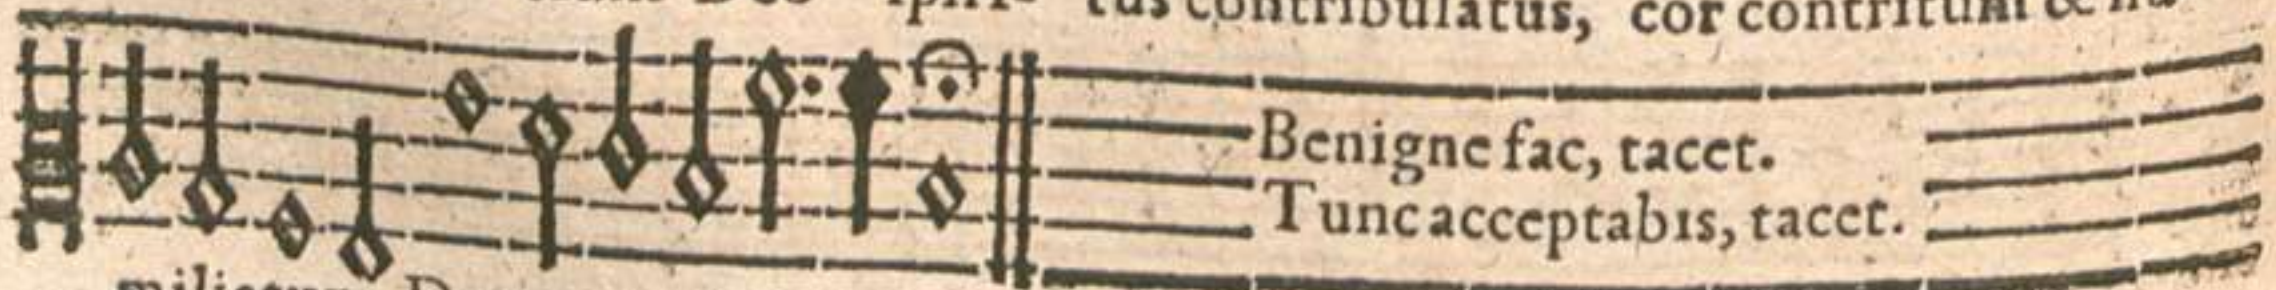 tus contribulatus, cor contritum &
Benigne fac, tacet.
Tunc acceptabis, tacet.